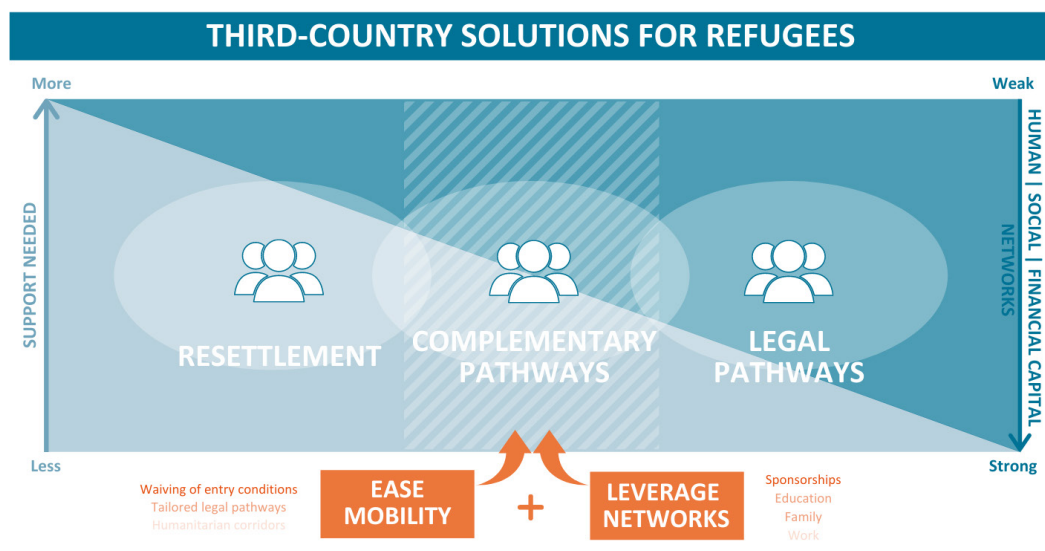 THIRD-COUNTRY SOLUTIONS FOR REFUGEES
More
Weak
SUPPORT NEEDED
HUMAN | SOCIAL | FINANCIAL CAPITAL
NETWORKS
RESETTLEMENT
COMPLEMENTARY
PATHWAYS
LEGAL
PATHWAYS
Less
Strong
Waiving of entry conditions
Tailored legal pathways
Humanitarian corridors
EASE
MOBILITY
+
LEVERAGE
NETWORKS
Sponsorships
Education
Family
Work